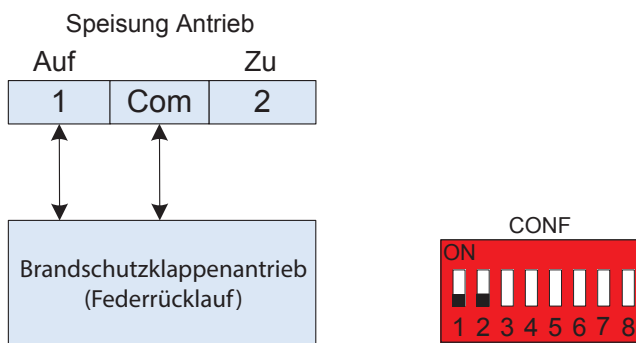 Speisung Antrieb
Auf Zu
1 Com 2
Brandschutzklappenantrieb
(Federrücklauf)
CONF
ON
1 2 3 4 5 6 7 8